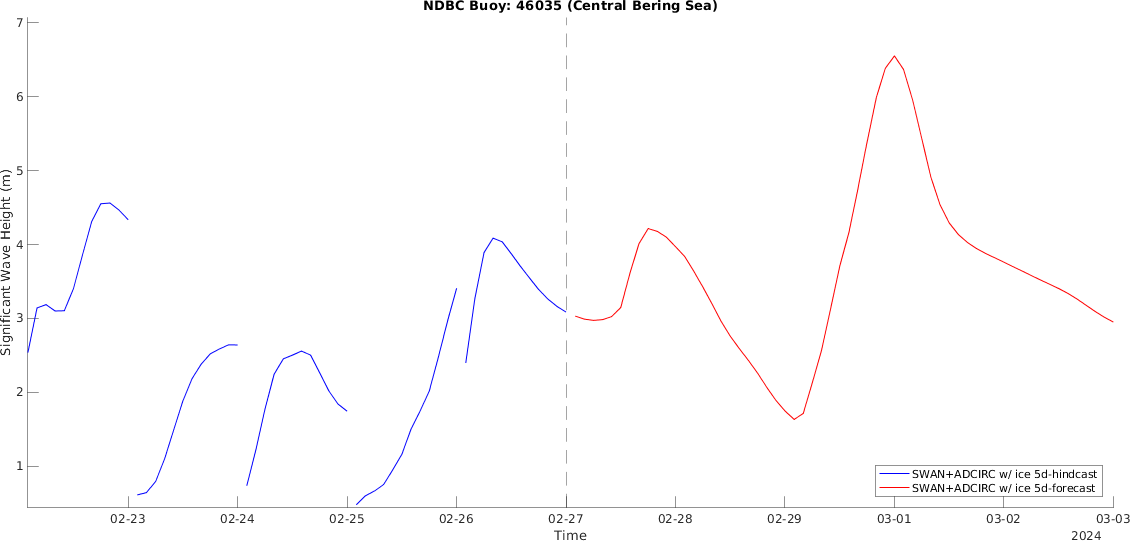 NDBC Buoy: 46035 (Central Bering Sea)
7
6
5
4
3
2
1
Significant Wave Height (m)
SWAN+ADCIRC w/ ice 5d-hindcast
SWAN+ADCIRC w/ ice 5d-forecast
02-23 02-24 02-25 02-26 02-27 02-28 02-29 03-01 03-02 03-03
Time
2024